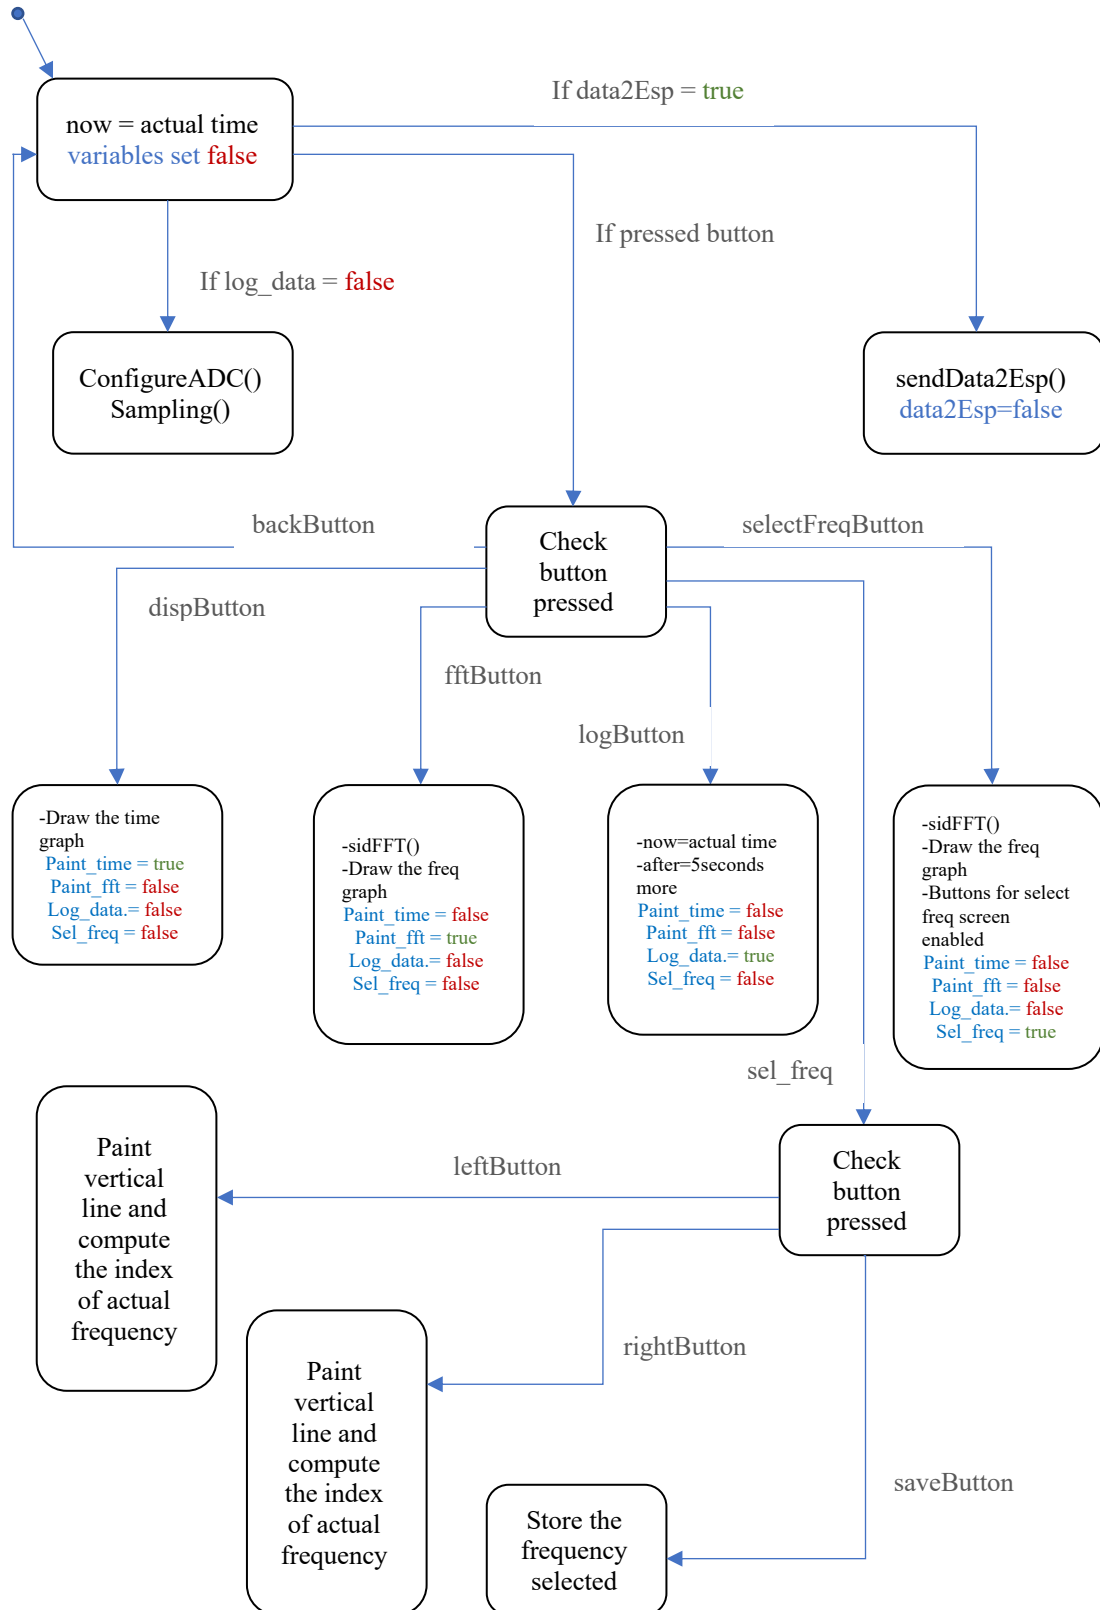 If data2Esp = true
now = actual time
variables set false
If pressed button
If log_data = false
ConfigureADC()
Sampling()
sendData2Esp()
data2Esp=false
backButton
selectFreqButton
Check
button
pressed
dispButton
fftButton
logButton
-Draw the time
graph
Paint_time = true
Paint_fft = false
Log_data.= false
Sel_freq = false
-sidFFT()
-Draw the freq
graph
Paint_time = false
Paint_fft = true
Log_data.= false
Sel_freq = false
-now=actual time
-after=5seconds
more
Paint_time = false
Paint_fft = false
Log_data.= true
Sel_freq = false
-sidFFT()
-Draw the freq
graph
-Buttons for select
freq screen
enabled
Paint_time = false
Paint_fft = false
Log_data.= false
Sel_freq = true
sel_freq
Check
button
pressed
leftButton
Paint
vertical
line and
compute
the index
of actual
frequency
rightButton
Paint
vertical
line and
compute
the index
of actual
frequency
saveButton
Store the
frequency
selected